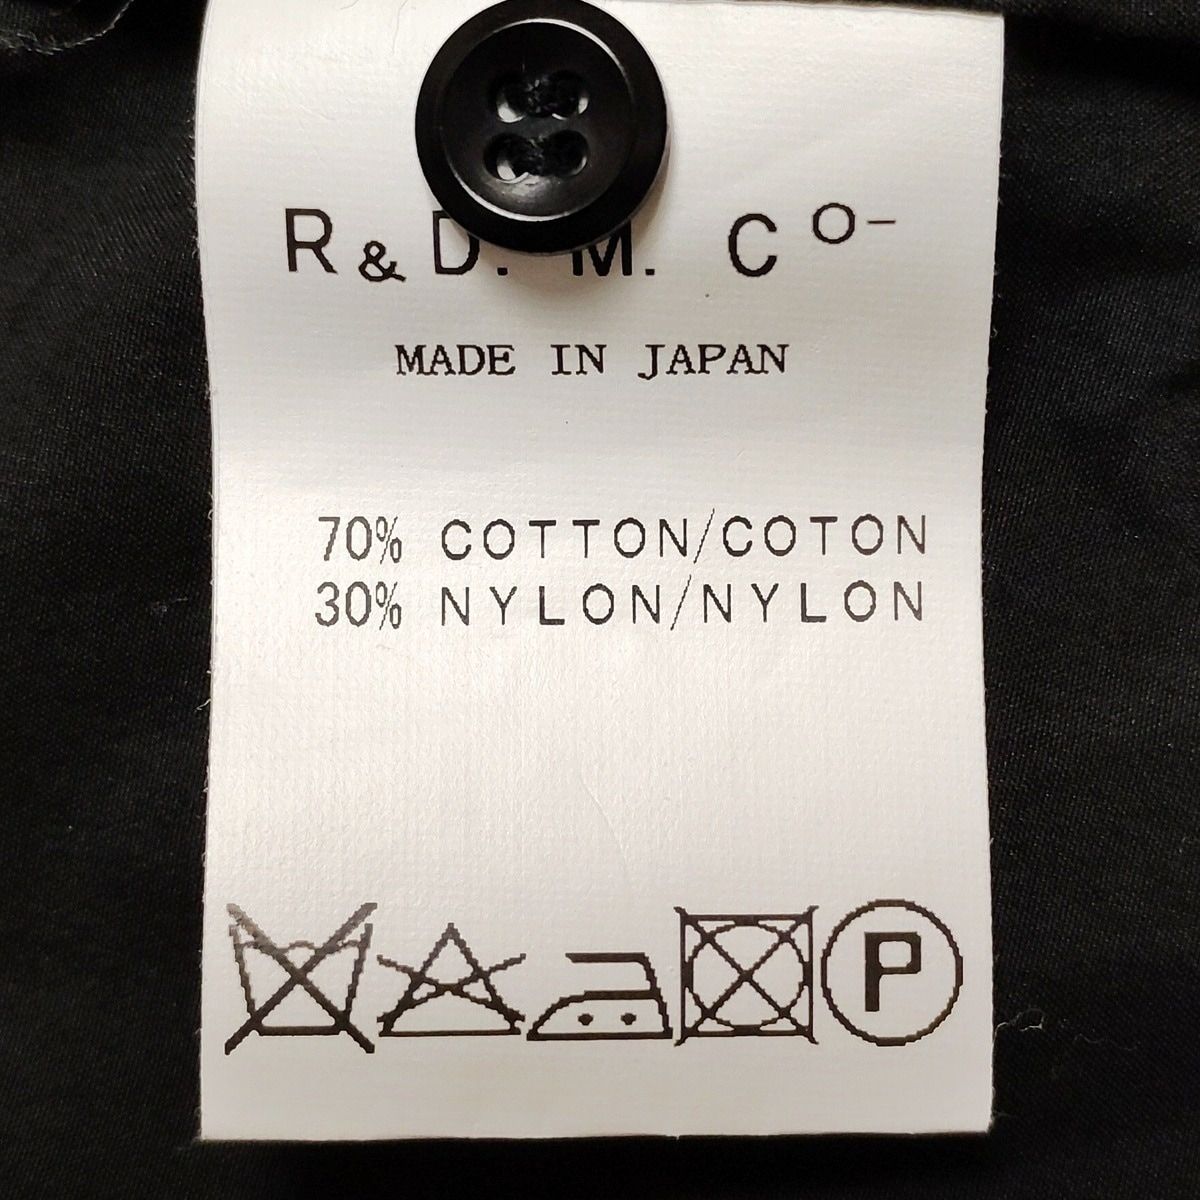 R & D. M. Co-
MADE IN JAPAN
70% COTTON/COTON
30% NYLON/NYLON
P